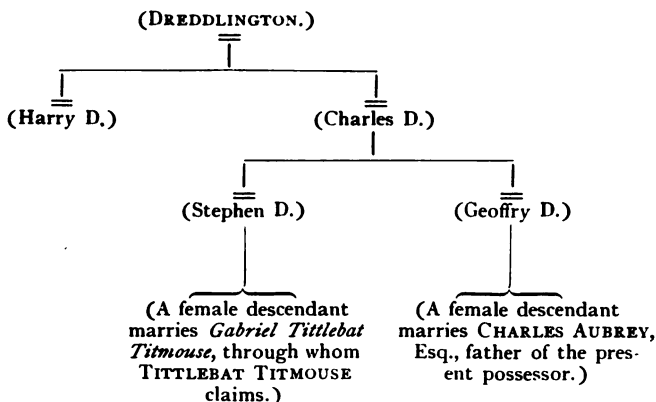 (DREDDLINGTON.)
(Harry D.)
(Charles D.)
(Stephen D.)
(Geoffry D.)
(A female descendant
marries Gabriel Tittlebat
Titmouse, through whom
TITTLEBAT TITMOUSE
claims.)
(A female descendant
marries CHARLES AUBREY,
Esq., father of the pres-
ent possessor.)